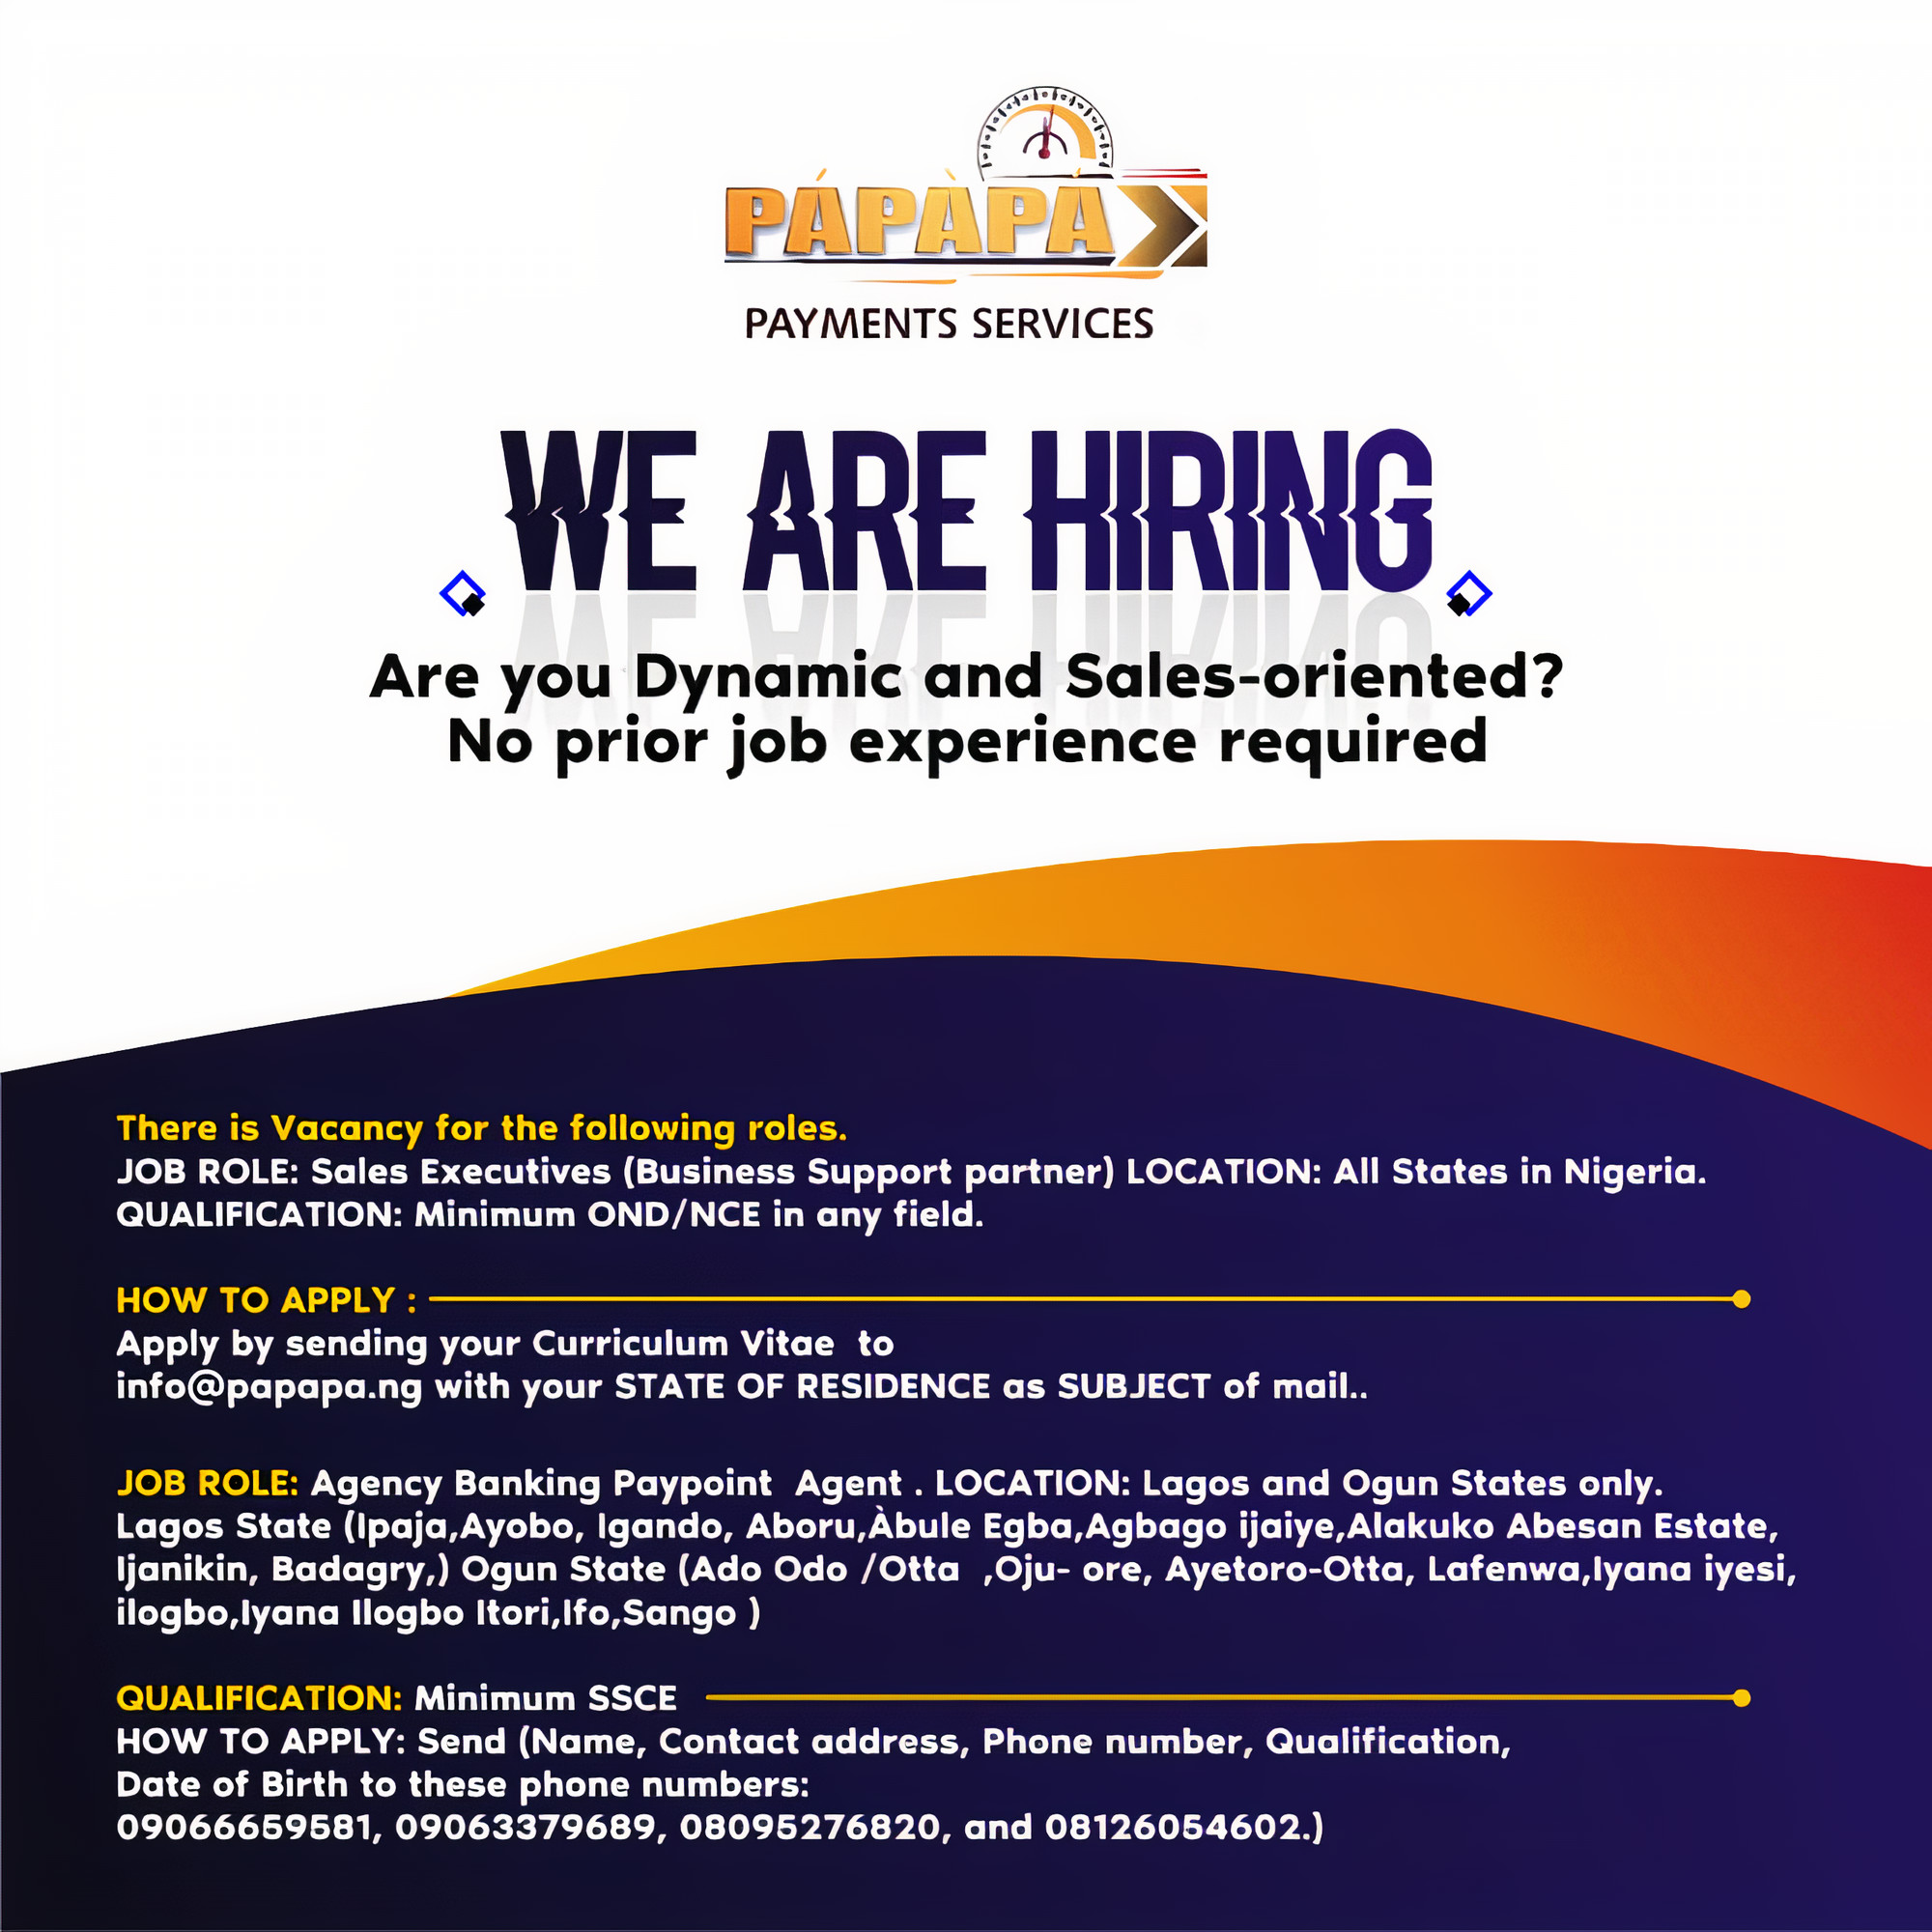 PÁPÀPÁ
PAYMENTS SERVICES
WE ARE HIRING
Are you Dynamic and Sales-oriented?
No prior job experience required
There is Vacancy for the following roles.
JOB ROLE: Sales Executives (Business Support partner) LOCATION: All States in Nigeria.
QUALIFICATION: Minimum OND/NCE in any field.
HOW TO APPLY :
Apply by sending your Curriculum Vitae  to
info@papapa.ng with your STATE OF RESIDENCE as SUBJECT of mail..
JOB ROLE: Agency Banking Paypoint  Agent . LOCATION: Lagos and Ogun States only.
Lagos State (Ipaja,Ayobo, Igando, Aboru,Àbule Egba,Agbago ijaiye,Alakuko Abesan Estate,
Ijanikin, Badagry,) Ogun State (Ado Odo /Otta  ,Oju- ore, Ayetoro-Otta, Lafenwa,Iyana iyesi,
ilogbo,Iyana Ilogbo Itori,Ifo,Sango )
QUALIFICATION: Minimum SSCE
HOW TO APPLY: Send (Name, Contact address, Phone number, Qualification,
Date of Birth to these phone numbers:
09066659581, 09063379689, 08095276820, and 08126054602.)